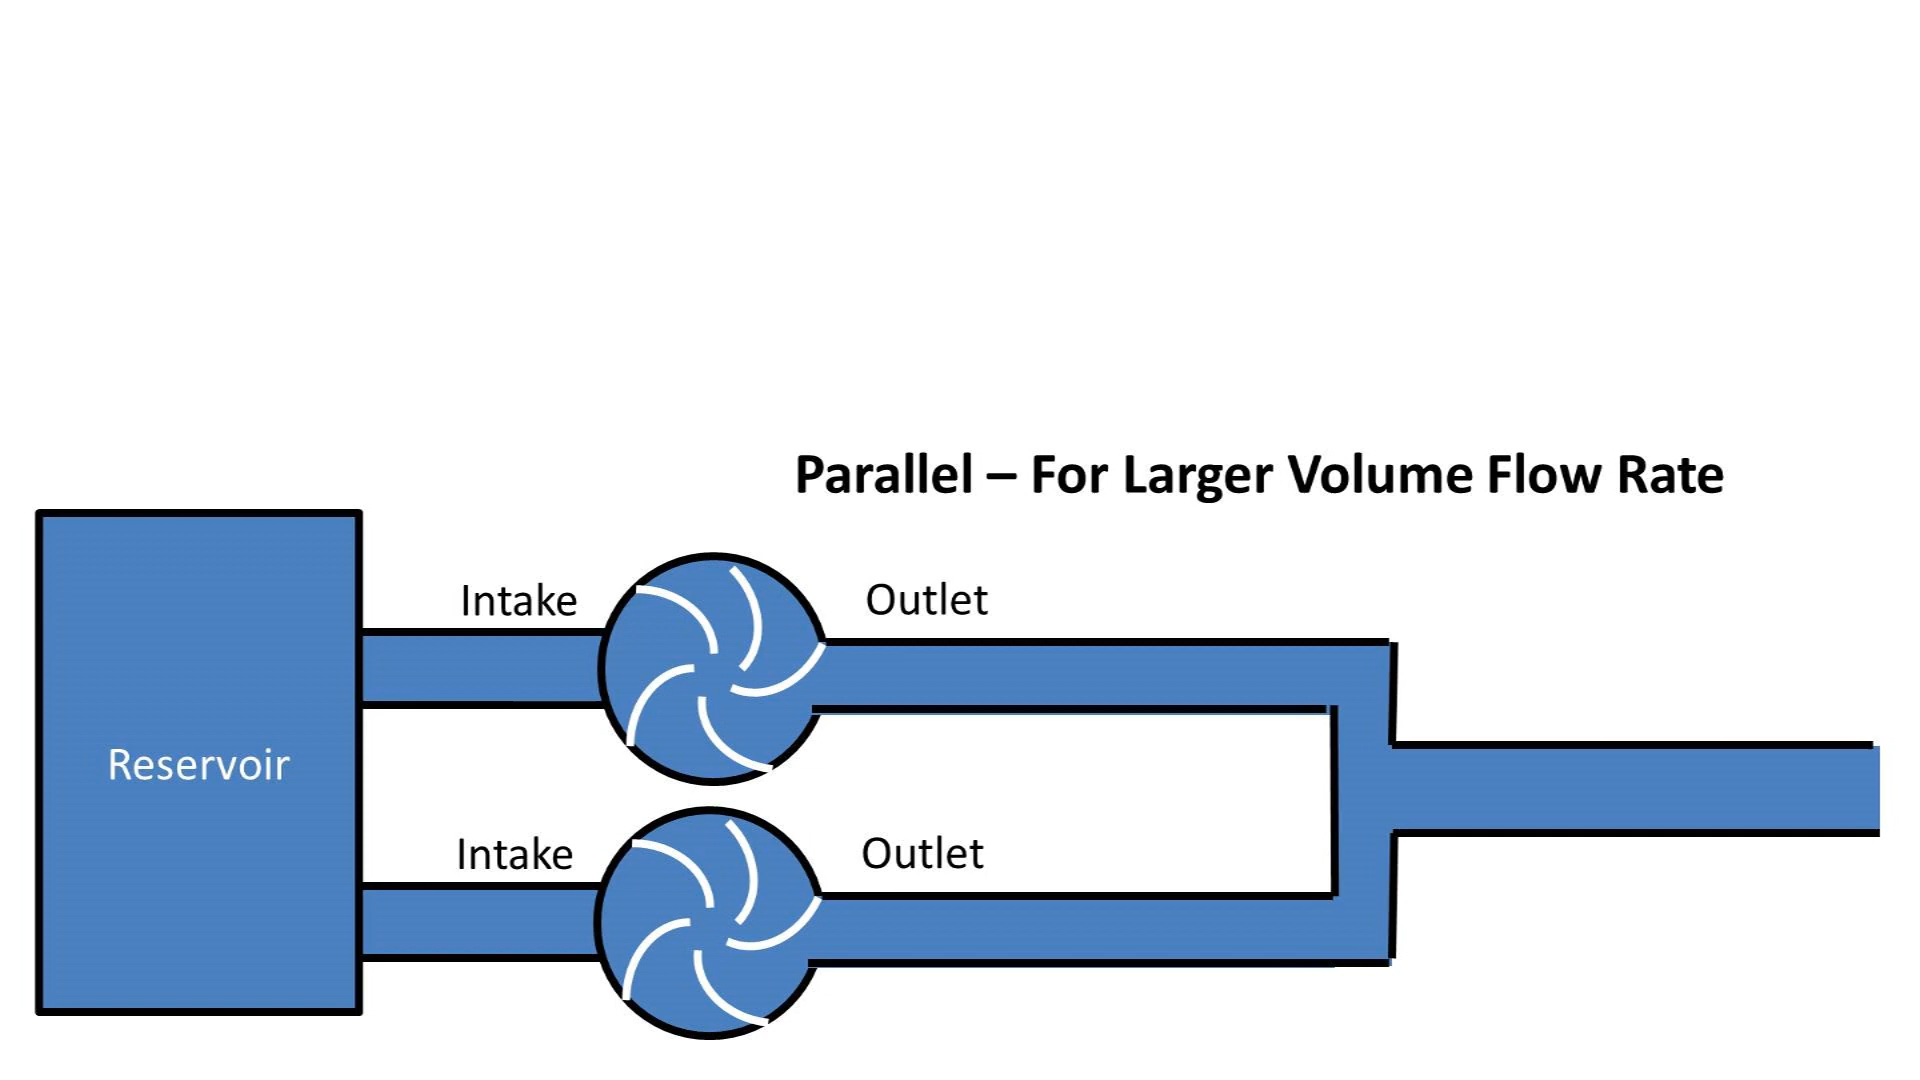 Parallel – For Larger Volume Flow Rate
Intake
Outlet
Reservoir
Intake
Outlet